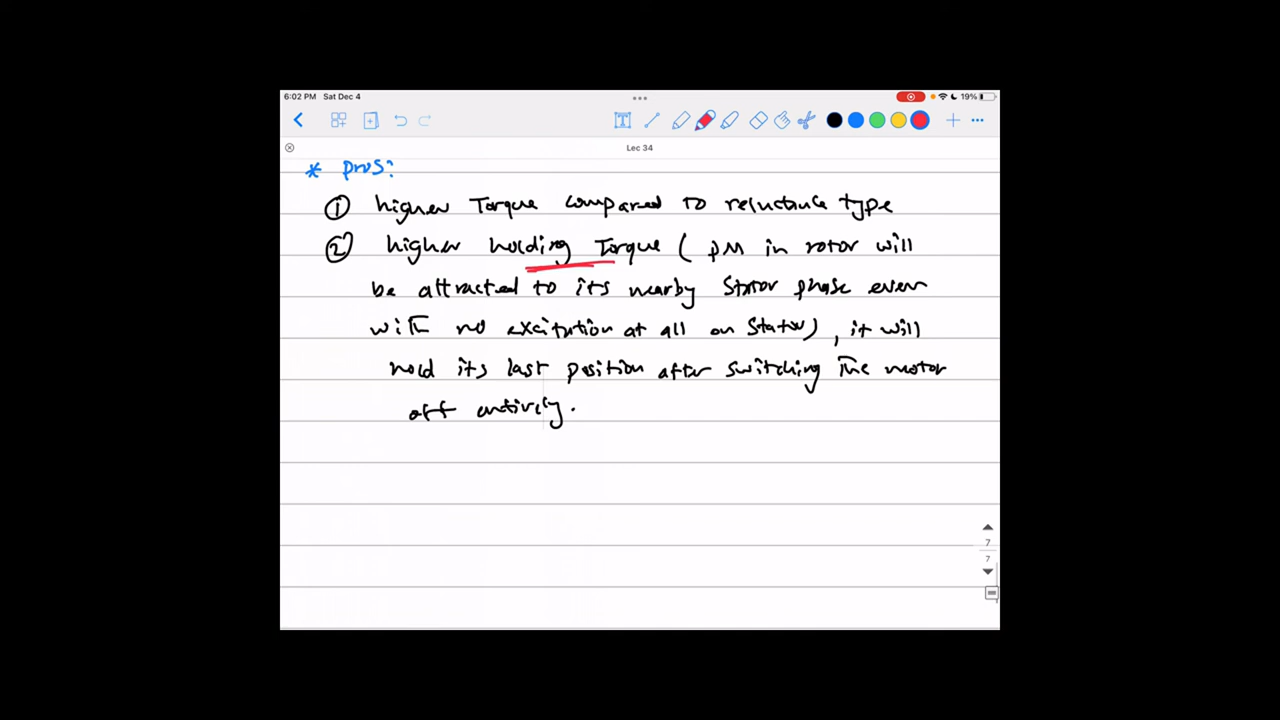 6:02 PM Sat Dec 4
19%
Lec 34
* pros:
① higher Torque compared to reluctance type
② higher holding Torque ( PM in rotor will
be attracted to its nearby Stator phase even
with no excitation at all on Stator) , it will
hold its last position after switching The motor
off entirely.
7
7